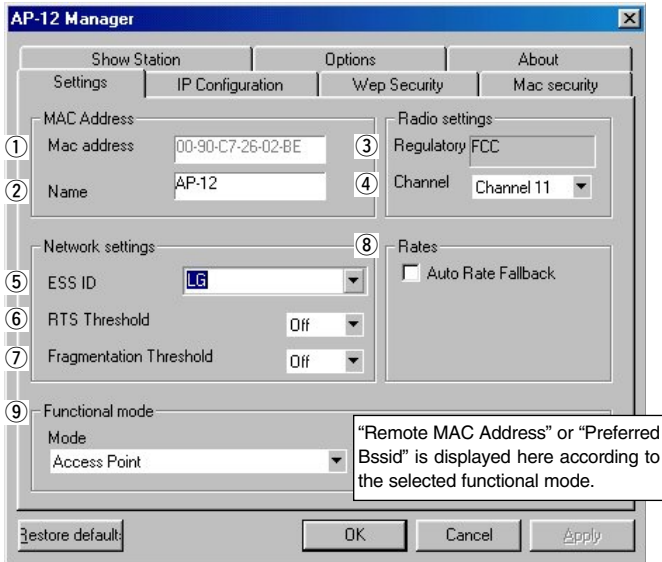 AP-12 Manager
Show Station Options About
Settings IP Configuration Wep Security Mac security
MAC Address
① Mac address 00-90-C7-26-02-BE
② Name AP-12
Radio settings
③ Regulatory FCC
④ Channel Channel 11
Network settings
⑤ ESS ID LG
⑥ RTS Threshold Off
⑦ Fragmentation Threshold Off
⑧ Rates
Auto Rate Fallback
⑨ Functional mode
Mode
Access Point
“Remote MAC Address” or “Preferred
Bssid” is displayed here according to
the selected functional mode.
Restore default: OK Cancel Apply